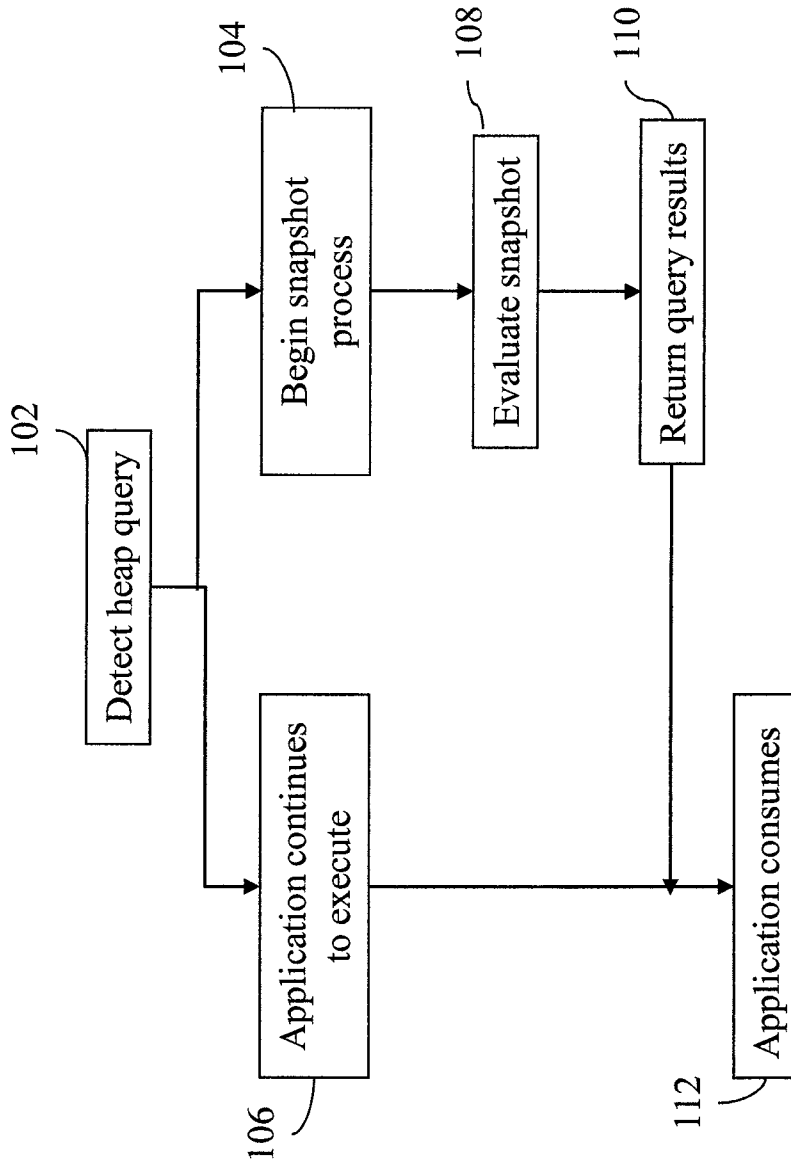 102
Detect heap query
104
Begin snapshot
process
106
Application continues
to execute
108
Evaluate snapshot
110
Return query results
112
Application consumes